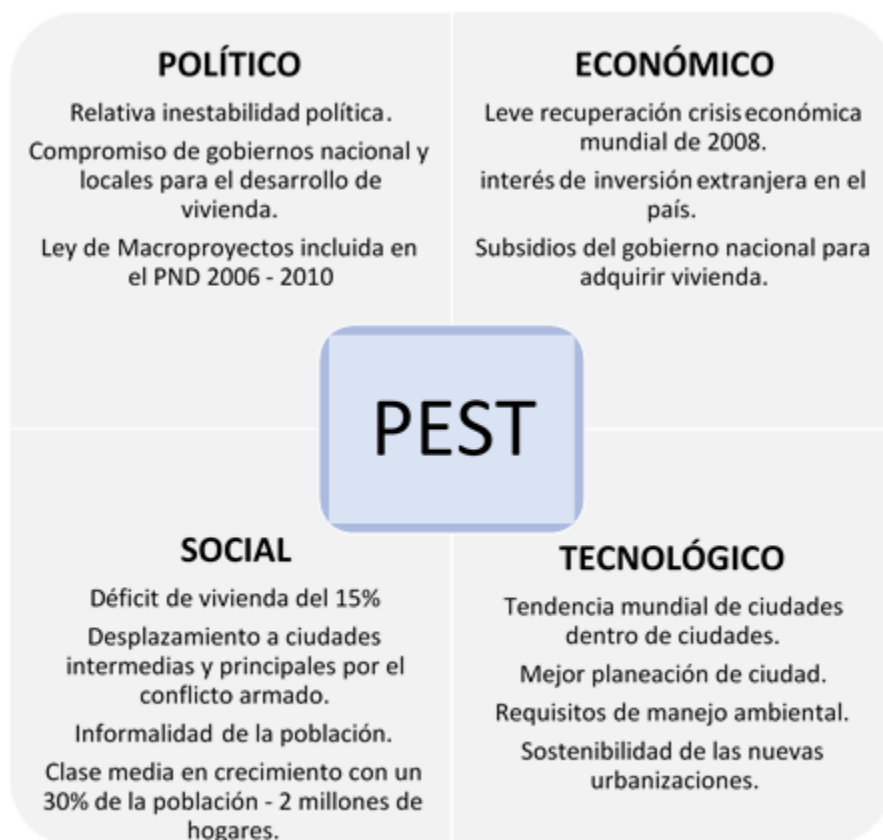 POLÍTICO
Relativa inestabilidad política.
Compromiso de gobiernos nacional y
locales para el desarrollo de
vivienda.
Ley de Macroproyectos incluida en
el PND 2006 - 2010
ECONÓMICO
Leve recuperación crisis económica
mundial de 2008.
interés de inversión extranjera en el
país.
Subsidios del gobierno nacional para
adquirir vivienda.
PEST
SOCIAL
Déficit de vivienda del 15%
Desplazamiento a ciudades
intermedias y principales por el
conflicto armado.
Informalidad de la población.
Clase media en crecimiento con un
30% de la población - 2 millones de
hogares.
TECNOLÓGICO
Tendencia mundial de ciudades
dentro de ciudades.
Mejor planeación de ciudad.
Requisitos de manejo ambiental.
Sostenibilidad de las nuevas
urbanizaciones.